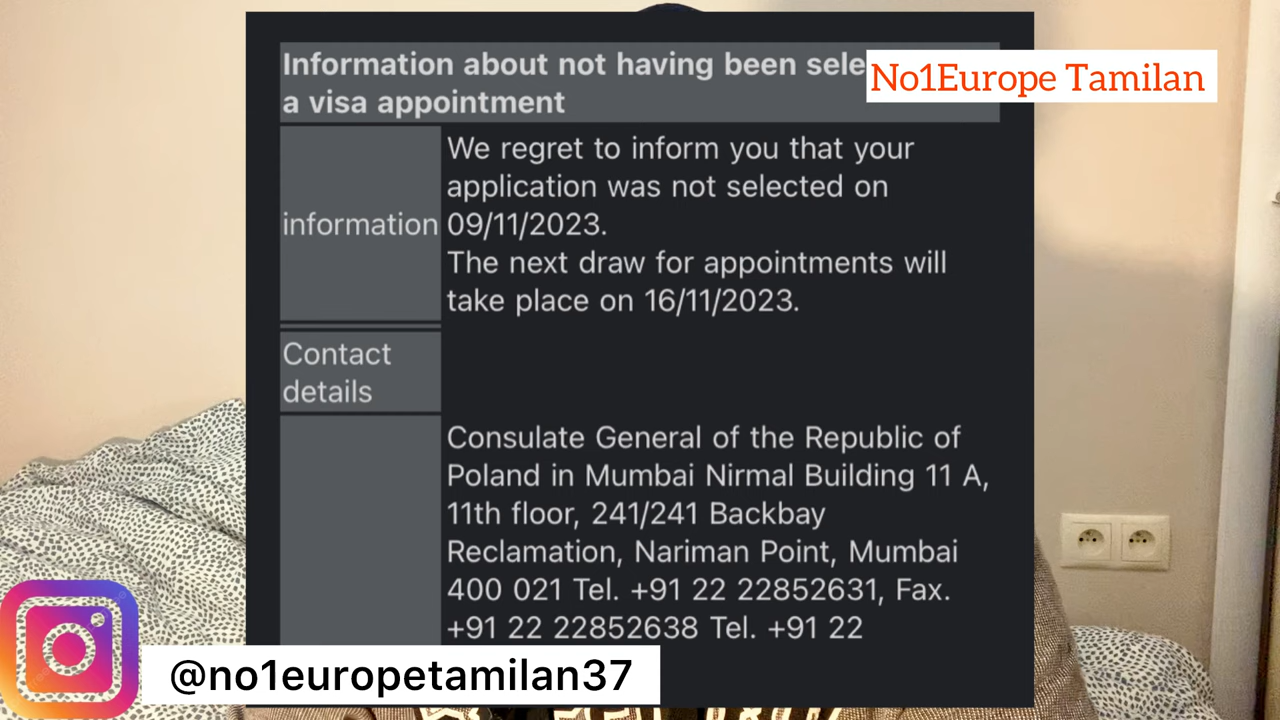 Information about not having been sele
a visa appointment
No1Europe Tamilan
information
We regret to inform you that your
application was not selected on
09/11/2023.
The next draw for appointments will
take place on 16/11/2023.
Contact
details
Consulate General of the Republic of
Poland in Mumbai Nirmal Building 11 A,
11th floor, 241/241 Backbay
Reclamation, Nariman Point, Mumbai
400 021 Tel. +91 22 22852631, Fax.
+91 22 22852638 Tel. +91 22
@no1europetamilan37